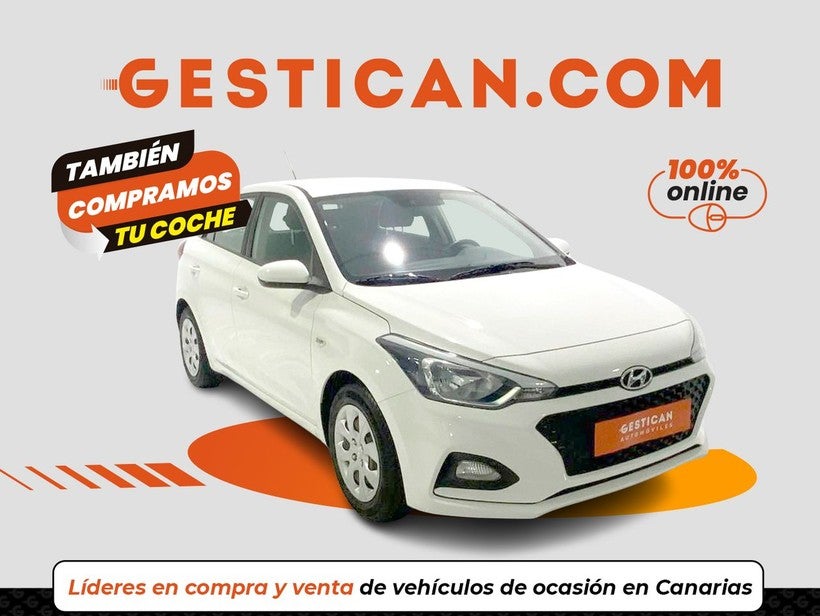 GESTICAN.COM
TAMBIÉN
COMPRAMOS
TU COCHE
100%
online
GESTICAN
AUTOMÓVILES
Líderes en compra y venta de vehículos de ocasión en Canarias